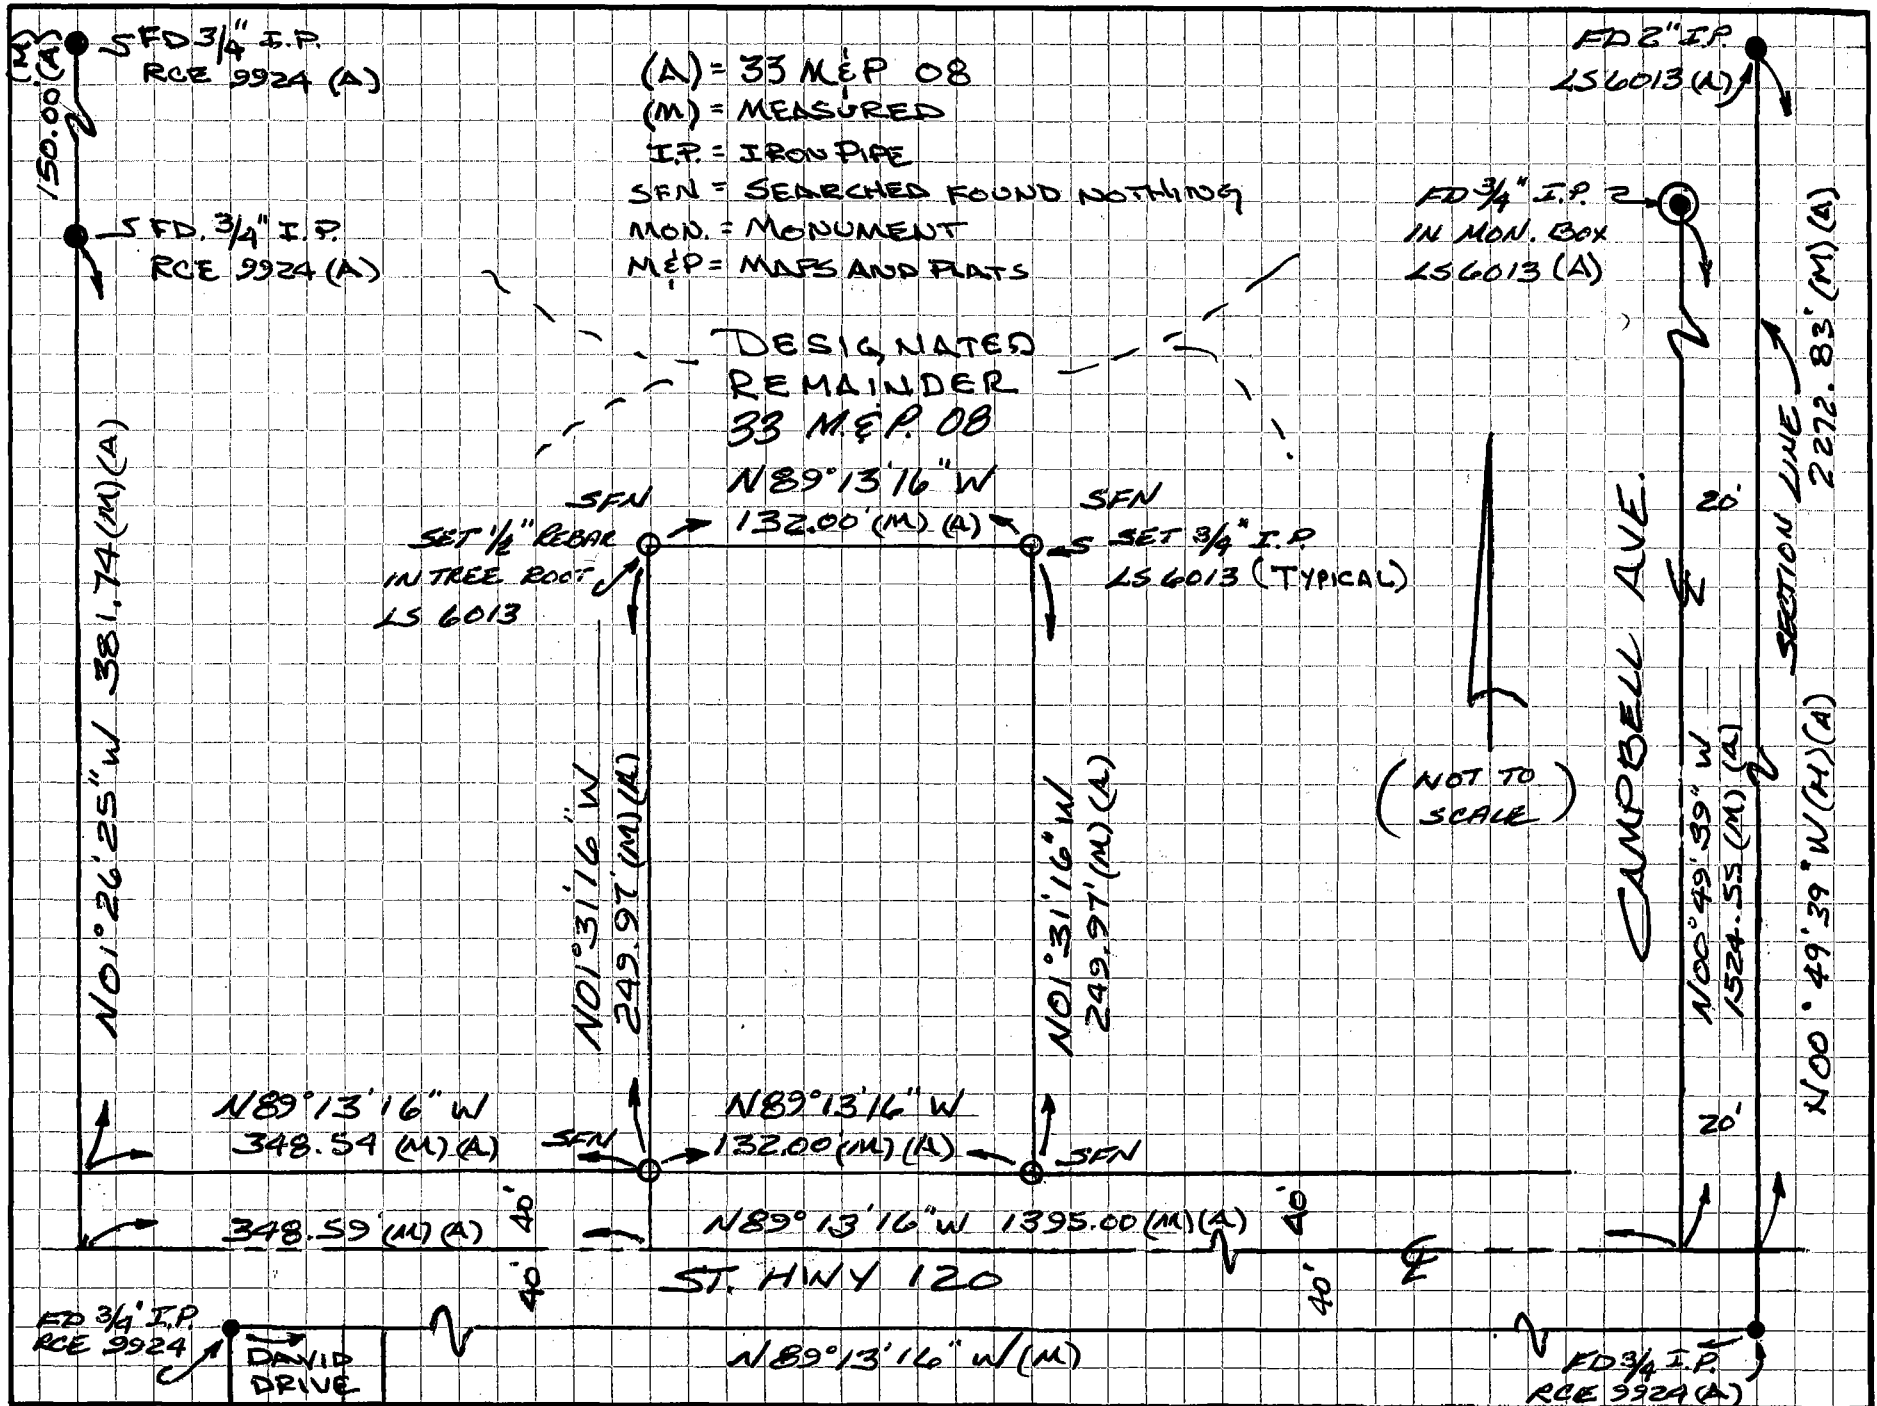 (M)
150.00'(A)
FD 3/4" I.P.
RCE 9924 (A)
FD. 3/4" I.P.
RCE 9924 (A)
(A) = 33 M&P 08
(M) = MEASURED
I.P. = IRON PIPE
SFN = SEARCHED FOUND NOTHING
MON. = MONUMENT
M&P = MAPS AND PLATS
FD 2" I.P.
LS 6013 (A)
FD 3/4" I.P.
IN MON. BOX
LS 6013 (A)
DESIGNATED
REMAINDER
33 M.&P. 08
N89°13'16"W
132.00'(M)(A)
SFN
SET 1/2" REBAR
IN TREE ROOT
LS 6013
SFN
SET 3/4" I.P.
LS 6013 (TYPICAL)
N01°26'25"W 381.74(M)(A)
N01°31'16"W
249.97'(M)(A)
N01°31'16"W
249.97'(M)(A)
(NOT TO
SCALE)
CAMPBELL AVE.
20'
℄
N00°49'39"W
1524.55(M)(A)
20'
SECTION LINE
2272.83'(M)(A)
N00°49'39"W(M)(A)
N89°13'16"W
348.54 (M)(A)
SFN
N89°13'16"W
132.00(M)(A)
SFN
348.59'(M)(A)
40'
N89°13'16"W 1395.00(M)(A)
40'
℄
ST. HWY 120
40'
40'
FD 3/4" I.P.
RCE 9924
DAVID
DRIVE
N89°13'16"W(M)
FD 3/4 I.P.
RCE 9924(A)